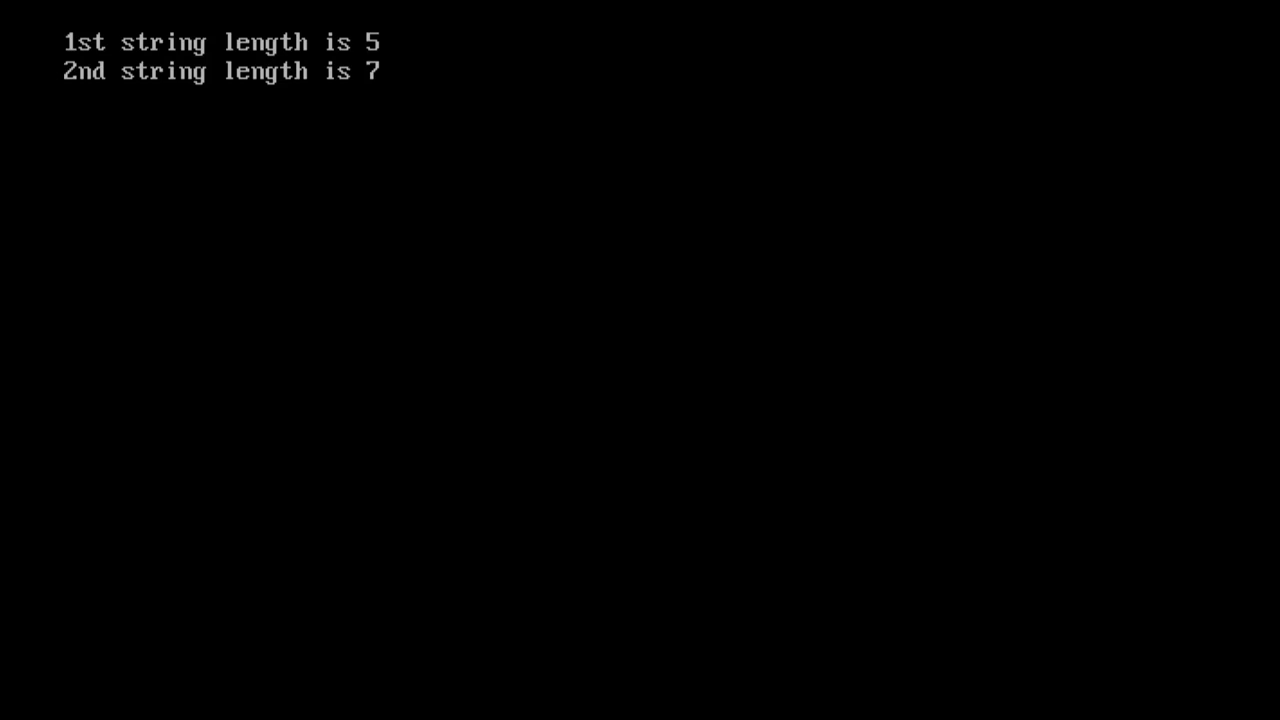 1st string length is 5
2nd string length is 7